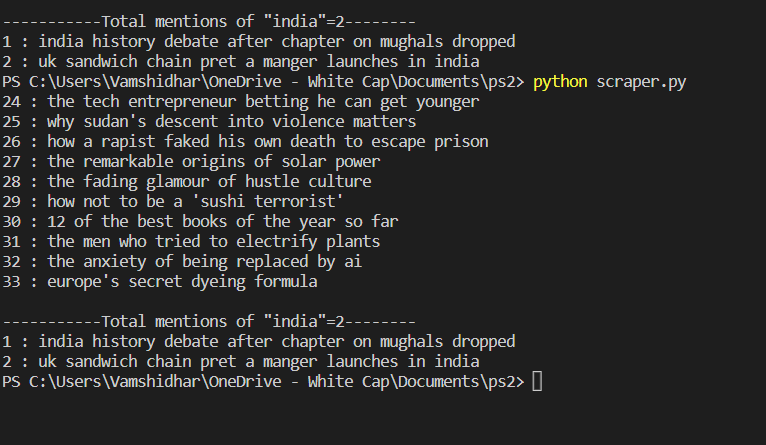 -----------Total mentions of "india"=2--------
1 : india history debate after chapter on mughals dropped
2 : uk sandwich chain pret a manger launches in india
PS C:\Users\Vamshidhar\OneDrive - White Cap\Documents\ps2> python scraper.py
24 : the tech entrepreneur betting he can get younger
25 : why sudan's descent into violence matters
26 : how a rapist faked his own death to escape prison
27 : the remarkable origins of solar power
28 : the fading glamour of hustle culture
29 : how not to be a 'sushi terrorist'
30 : 12 of the best books of the year so far
31 : the men who tried to electrify plants
32 : the anxiety of being replaced by ai
33 : europe's secret dyeing formula
-----------Total mentions of "india"=2--------
1 : india history debate after chapter on mughals dropped
2 : uk sandwich chain pret a manger launches in india
PS C:\Users\Vamshidhar\OneDrive - White Cap\Documents\ps2>